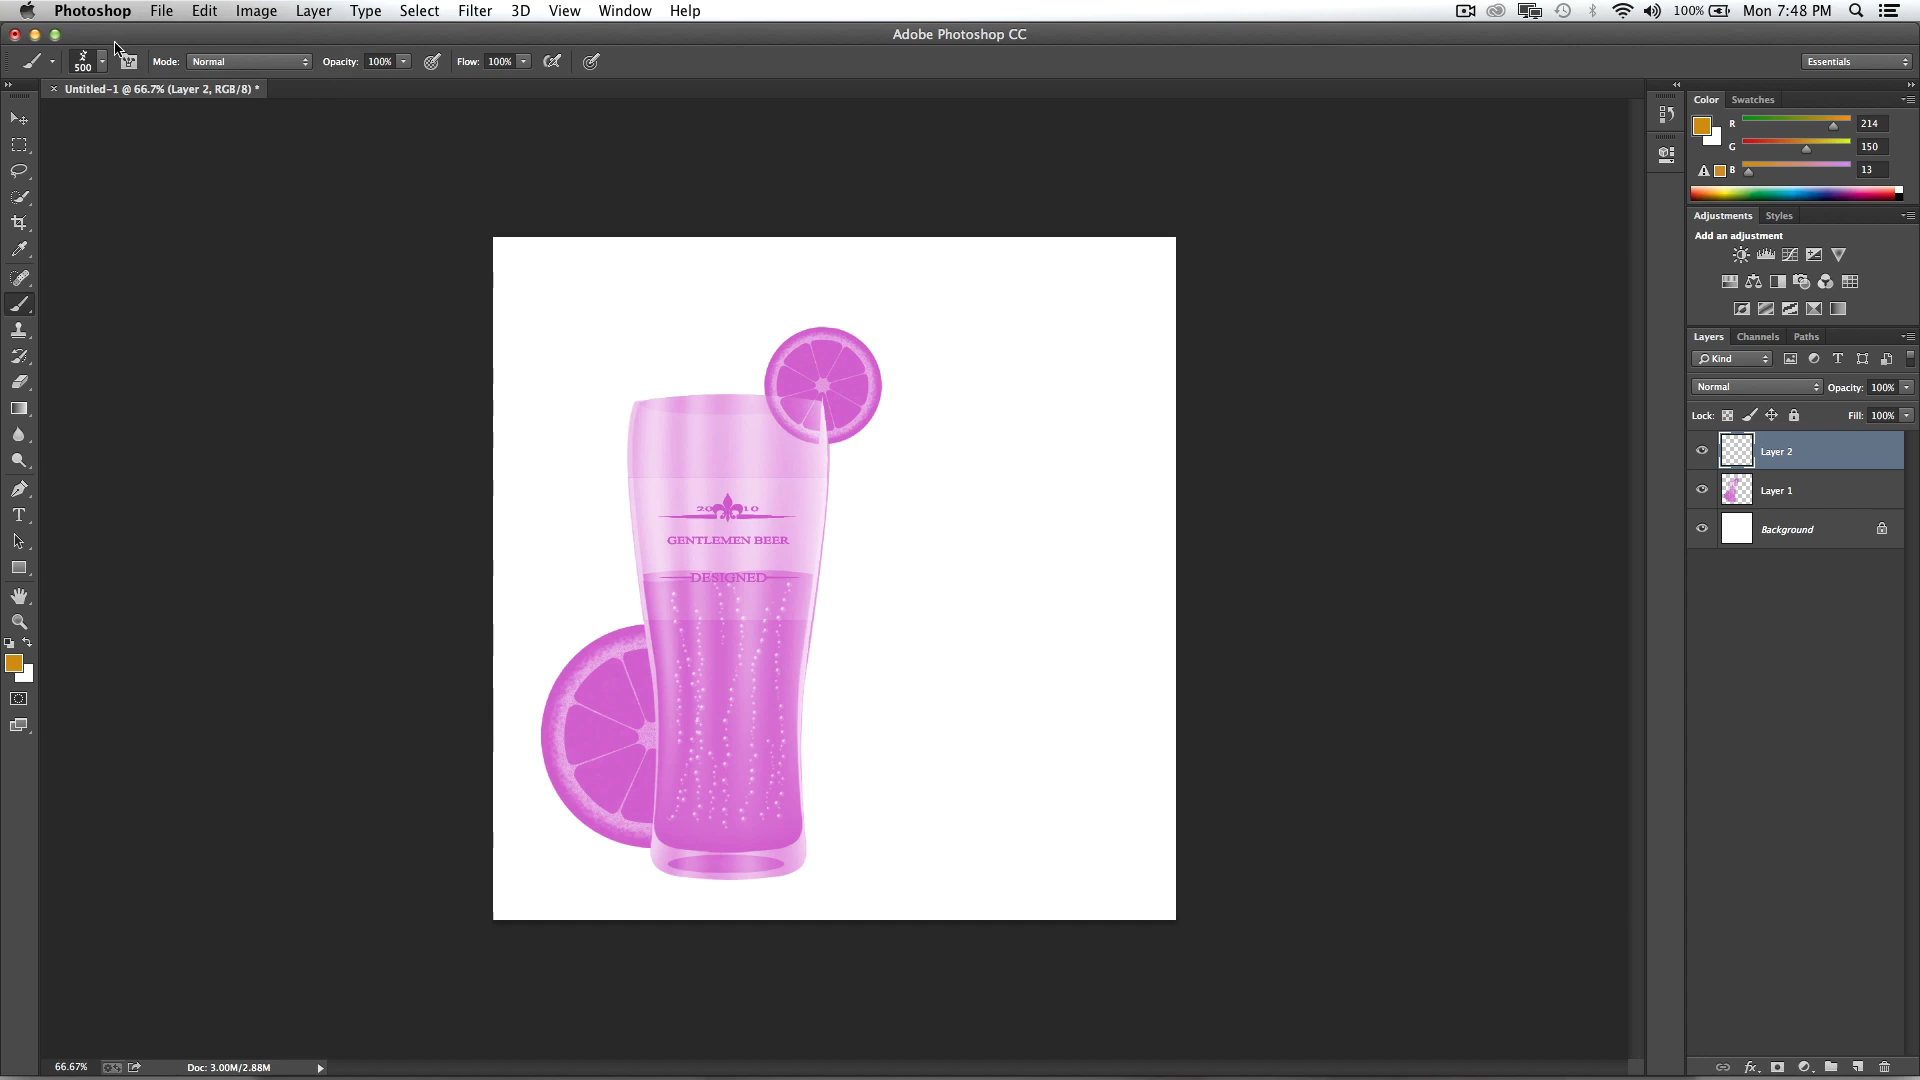 Photoshop File Edit Image Layer Type Select Filter 3D View Window Help 100% Mon 7:48 PM
Adobe Photoshop CC
500 Mode: Normal Opacity: 100% Flow: 100% Essentials
× Untitled-1 @ 66.7% (Layer 2, RGB/8) *
Color Swatches
R 214
G 150
B 13
Adjustments Styles
Add an adjustment
Layers Channels Paths
Kind
Normal Opacity: 100%
Lock: Fill: 100%
Layer 2
Layer 1
Background
2010
GENTLEMEN BEER
DESIGNED
66.67% Doc: 3.00M/2.88M